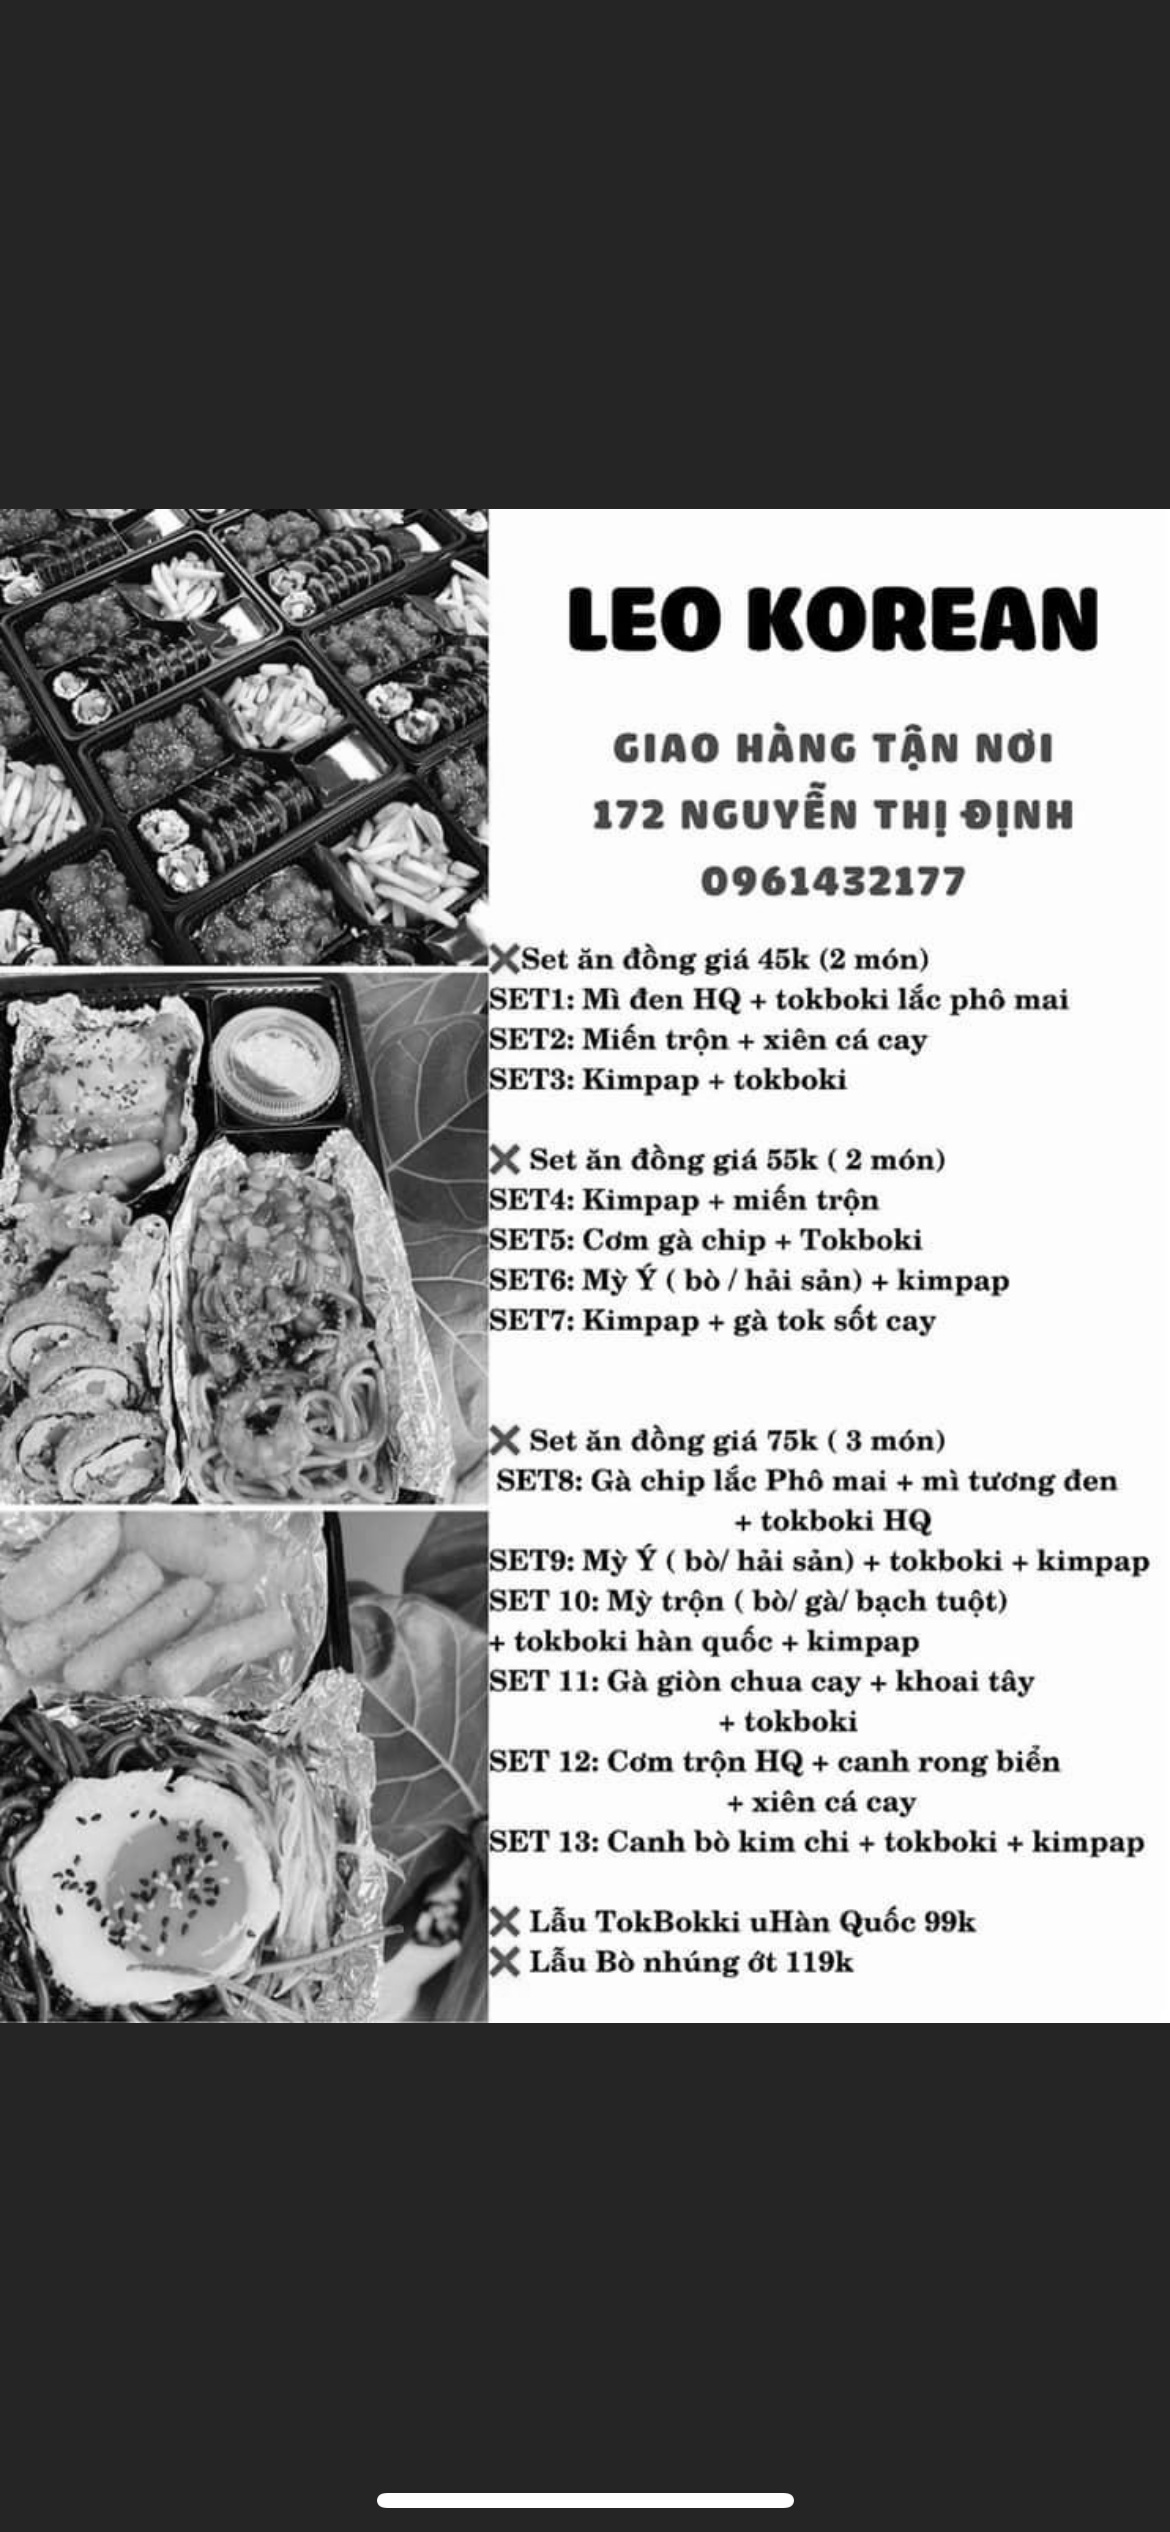 LEO KOREAN
GIAO HÀNG TẬN NƠI
172 NGUYỄN THỊ ĐỊNH
0961432177
❌Set ăn đồng giá 45k (2 món)
SET1: Mì đen HQ + tokboki lắc phô mai
SET2: Miến trộn + xiên cá cay
SET3: Kimpap + tokboki
❌ Set ăn đồng giá 55k ( 2 món)
SET4: Kimpap + miến trộn
SET5: Cơm gà chip + Tokboki
SET6: Mỳ Ý ( bò / hải sản) + kimpap
SET7: Kimpap + gà tok sốt cay
❌ Set ăn đồng giá 75k ( 3 món)
SET8: Gà chip lắc Phô mai + mì tương đen
+ tokboki HQ
SET9: Mỳ Ý ( bò/ hải sản) + tokboki + kimpap
SET 10: Mỳ trộn ( bò/ gà/ bạch tuột)
+ tokboki hàn quốc + kimpap
SET 11: Gà giòn chua cay + khoai tây
+ tokboki
SET 12: Cơm trộn HQ + canh rong biển
+ xiên cá cay
SET 13: Canh bò kim chi + tokboki + kimpap
❌ Lẩu TokBokki uHàn Quốc 99k
❌ Lẩu Bò nhúng ớt 119k